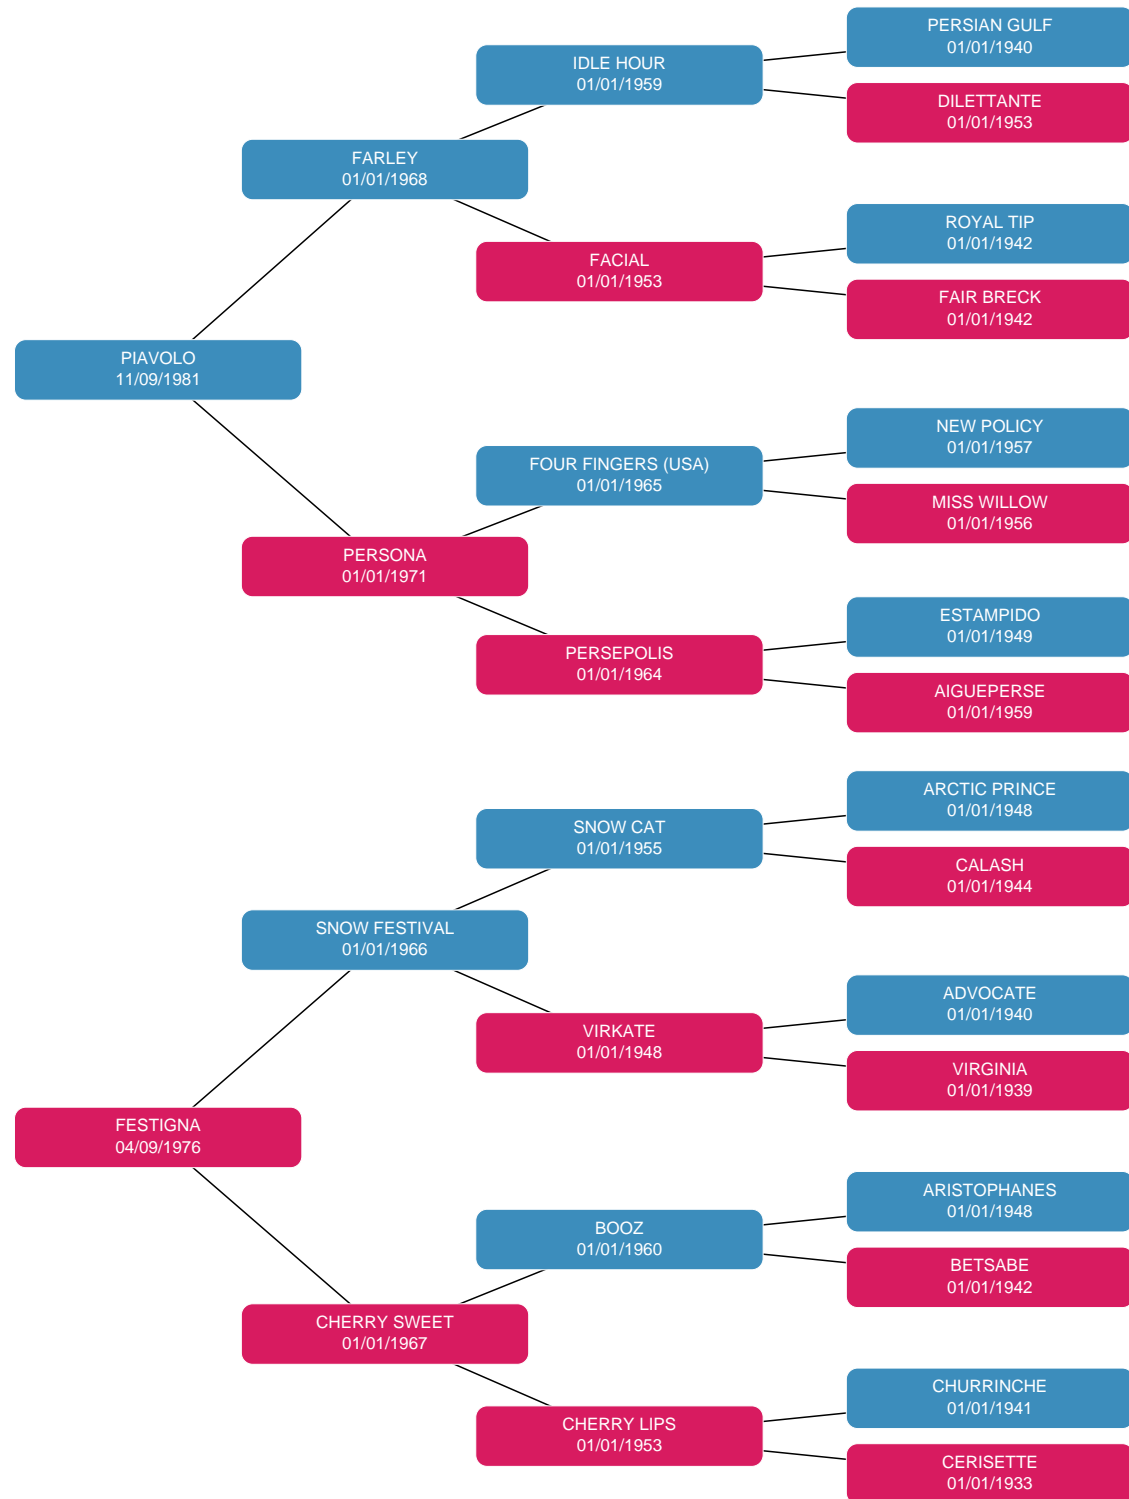 PERSIAN GULF
01/01/1940
IDLE HOUR
01/01/1959
DILETTANTE
01/01/1953
FARLEY
01/01/1968
ROYAL TIP
01/01/1942
FACIAL
01/01/1953
FAIR BRECK
01/01/1942
PIAVOLO
11/09/1981
NEW POLICY
01/01/1957
FOUR FINGERS (USA)
01/01/1965
MISS WILLOW
01/01/1956
PERSONA
01/01/1971
ESTAMPIDO
01/01/1949
PERSEPOLIS
01/01/1964
AIGUEPERSE
01/01/1959
ARCTIC PRINCE
01/01/1948
SNOW CAT
01/01/1955
CALASH
01/01/1944
SNOW FESTIVAL
01/01/1966
ADVOCATE
01/01/1940
VIRKATE
01/01/1948
VIRGINIA
01/01/1939
FESTIGNA
04/09/1976
ARISTOPHANES
01/01/1948
BOOZ
01/01/1960
BETSABE
01/01/1942
CHERRY SWEET
01/01/1967
CHURRINCHE
01/01/1941
CHERRY LIPS
01/01/1953
CERISETTE
01/01/1933